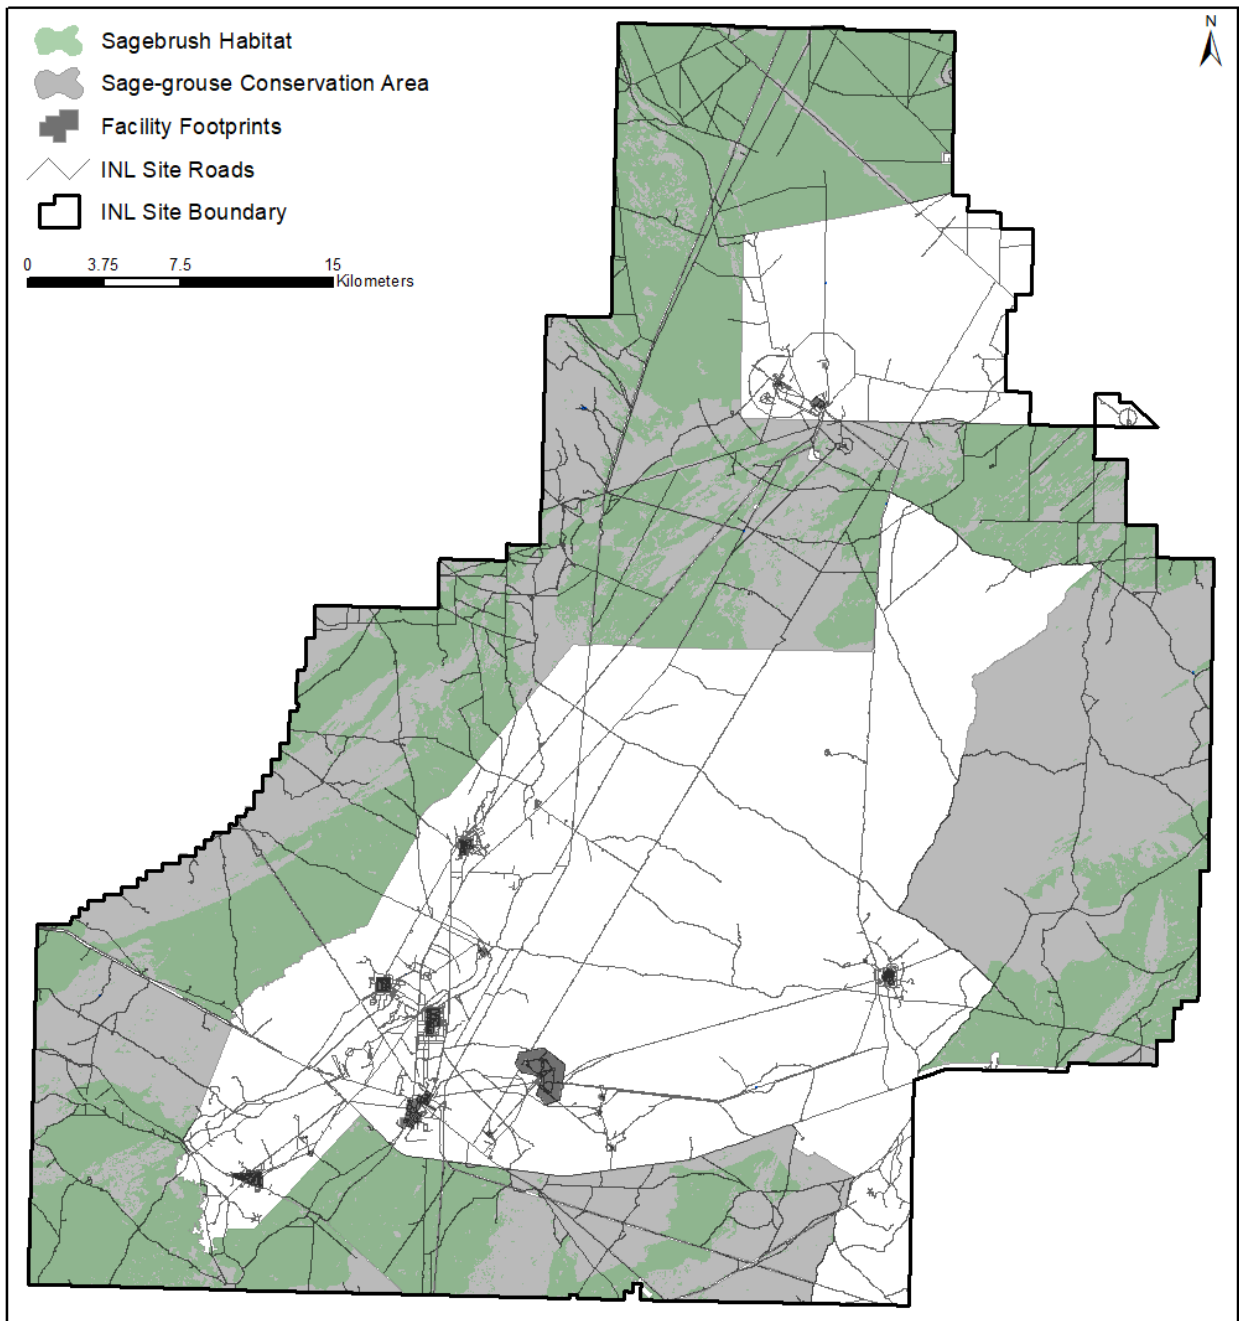 Sagebrush Habitat
Sage-grouse Conservation Area
Facility Footprints
INL Site Roads
INL Site Boundary
0 3.75 7.5 15
Kilometers
N